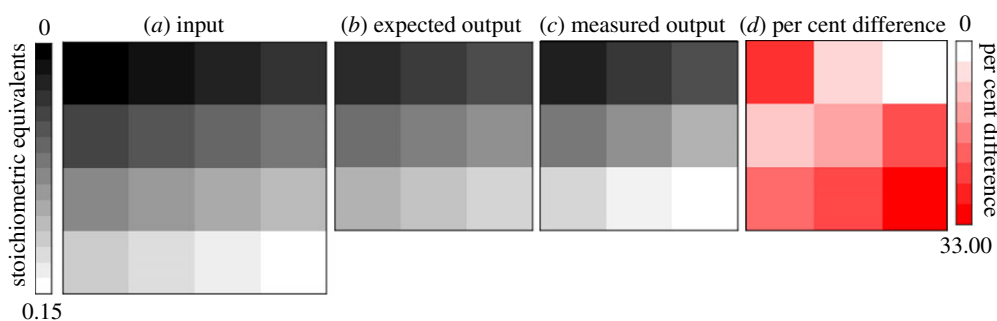 0
(a) input
(b) expected output
(c) measured output
(d) per cent difference
0
stoichiometric equivalents
per cent difference
0.15
33.00